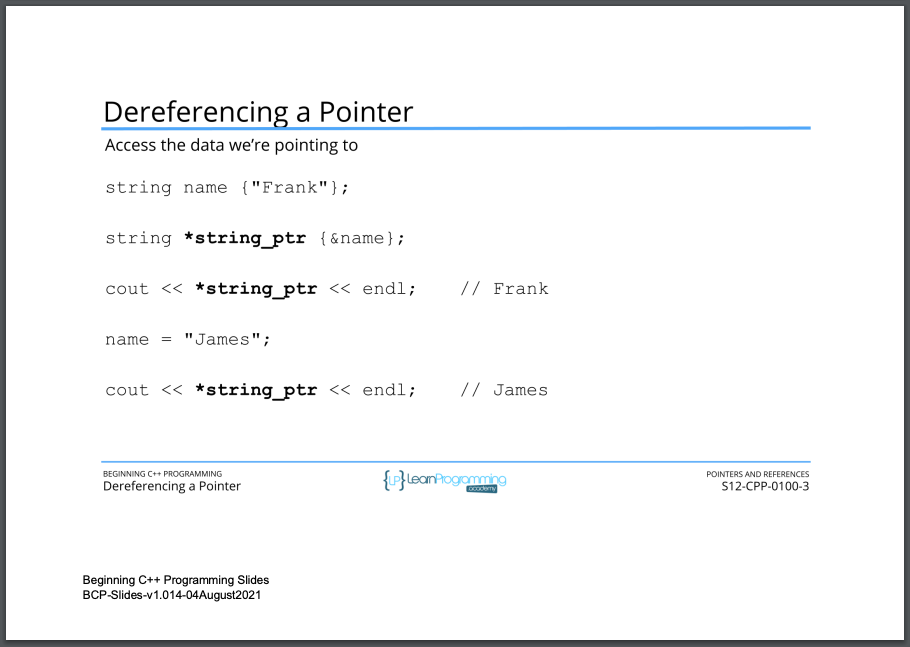 Dereferencing a Pointer
Access the data we’re pointing to
string name {"Frank"};
string *string_ptr {&name};
cout << *string_ptr << endl;    // Frank
name = "James";
cout << *string_ptr << endl;    // James
BEGINNING C++ PROGRAMMING
Dereferencing a Pointer
{LP} LearnProgramming
academy
POINTERS AND REFERENCES
S12-CPP-0100-3
Beginning C++ Programming Slides
BCP-Slides-v1.014-04August2021